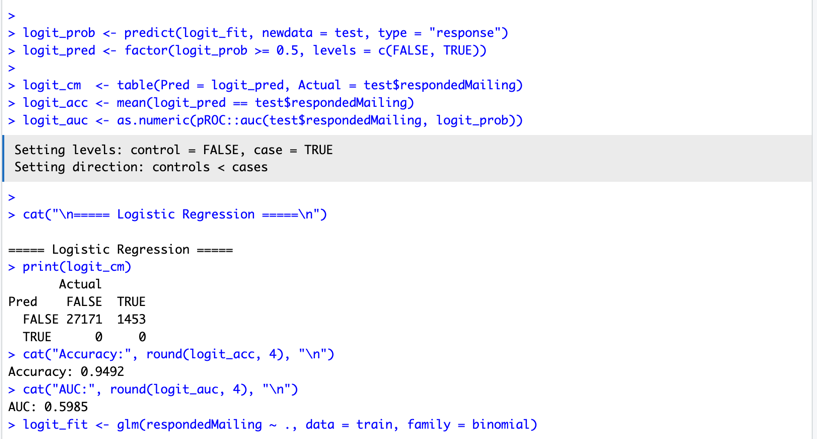 >
> logit_prob <- predict(logit_fit, newdata = test, type = "response")
> logit_pred <- factor(logit_prob >= 0.5, levels = c(FALSE, TRUE))
>
> logit_cm  <- table(Pred = logit_pred, Actual = test$respondedMailing)
> logit_acc <- mean(logit_pred == test$respondedMailing)
> logit_auc <- as.numeric(pROC::auc(test$respondedMailing, logit_prob))
Setting levels: control = FALSE, case = TRUE
Setting direction: controls < cases
>
> cat("\n===== Logistic Regression =====\n")
===== Logistic Regression =====
> print(logit_cm)
       Actual
Pred    FALSE  TRUE
  FALSE 27171  1453
  TRUE      0     0
> cat("Accuracy:", round(logit_acc, 4), "\n")
Accuracy: 0.9492
> cat("AUC:", round(logit_auc, 4), "\n")
AUC: 0.5985
> logit_fit <- glm(respondedMailing ~ ., data = train, family = binomial)